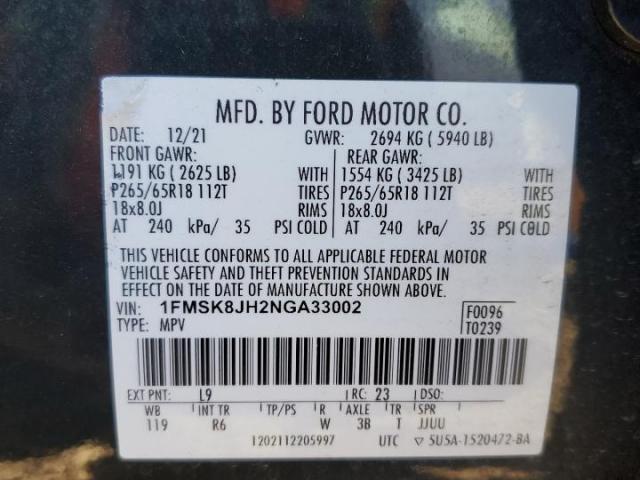 MFD. BY FORD MOTOR CO.
DATE: 12/21 GVWR: 2694 KG ( 5940 LB)
FRONT GAWR: REAR GAWR:
1191 KG ( 2625 LB) WITH 1554 KG ( 3425 LB) WITH
P265/65R18 112T TIRES P265/65R18 112T TIRES
18x8.0J RIMS 18x8.0J RIMS
AT 240 kPa/ 35 PSI COLD AT 240 kPa/ 35 PSI COLD
THIS VEHICLE CONFORMS TO ALL APPLICABLE FEDERAL MOTOR
VEHICLE SAFETY AND THEFT PREVENTION STANDARDS IN
EFFECT ON THE DATE OF MANUFACTURE SHOWN ABOVE.
VIN: 1FMSK8JH2NGA33002 F0096
TYPE: MPV T0239
EXT PNT: L9 RC: 23 DSO:
WB INT TR TP/PS R AXLE TR SPR
119 R6 W 3B T JJUU
1202112205997 UTC ▽ 5U5A-1520472-BA